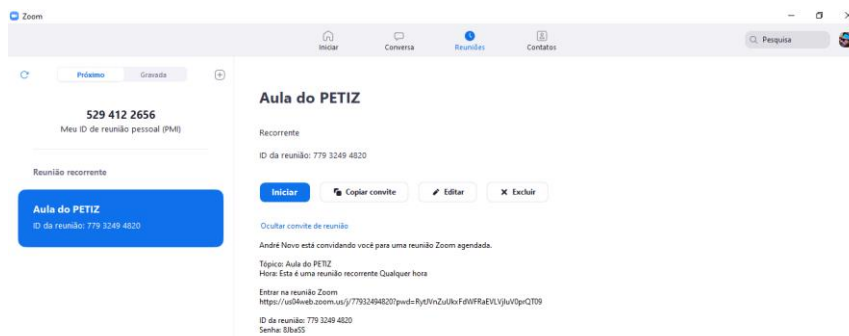 Zoom
Iniciar
Conversa
Reuniões
Contatos
Pesquisa
Próximo
Gravada
529 412 2656
Meu ID de reunião pessoal (PMI)
Reunião recorrente
Aula do PETIZ
ID da reunião: 779 3249 4820
Aula do PETIZ
Recorrente
ID da reunião: 779 3249 4820
Iniciar
Copiar convite
Editar
Excluir
Ocultar convite de reunião
André Novo está convidando você para uma reunião Zoom agendada.
Tópico: Aula do PETIZ
Hora: Esta é uma reunião recorrente Qualquer hora
Entrar na reunião Zoom
ID da reunião: 779 3249 4820
Senha: 8JbaSS